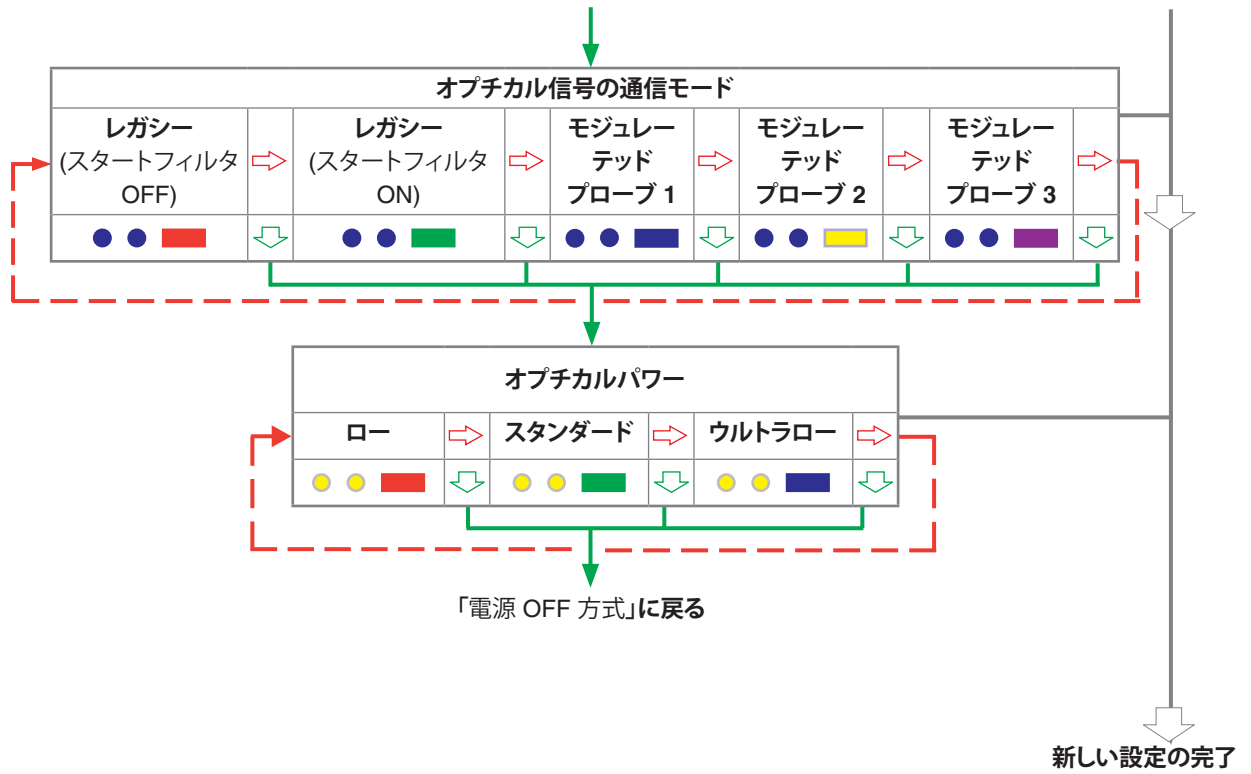 オプチカル信号の通信モード
レガシー
(スタートフィルタ
OFF)
レガシー
(スタートフィルタ
ON)
モジュレー
テッド
プローブ 1
モジュレー
テッド
プローブ 2
モジュレー
テッド
プローブ 3
オプチカルパワー
ロー
スタンダード
ウルトラロー
「電源 OFF 方式」に戻る
新しい設定の完了